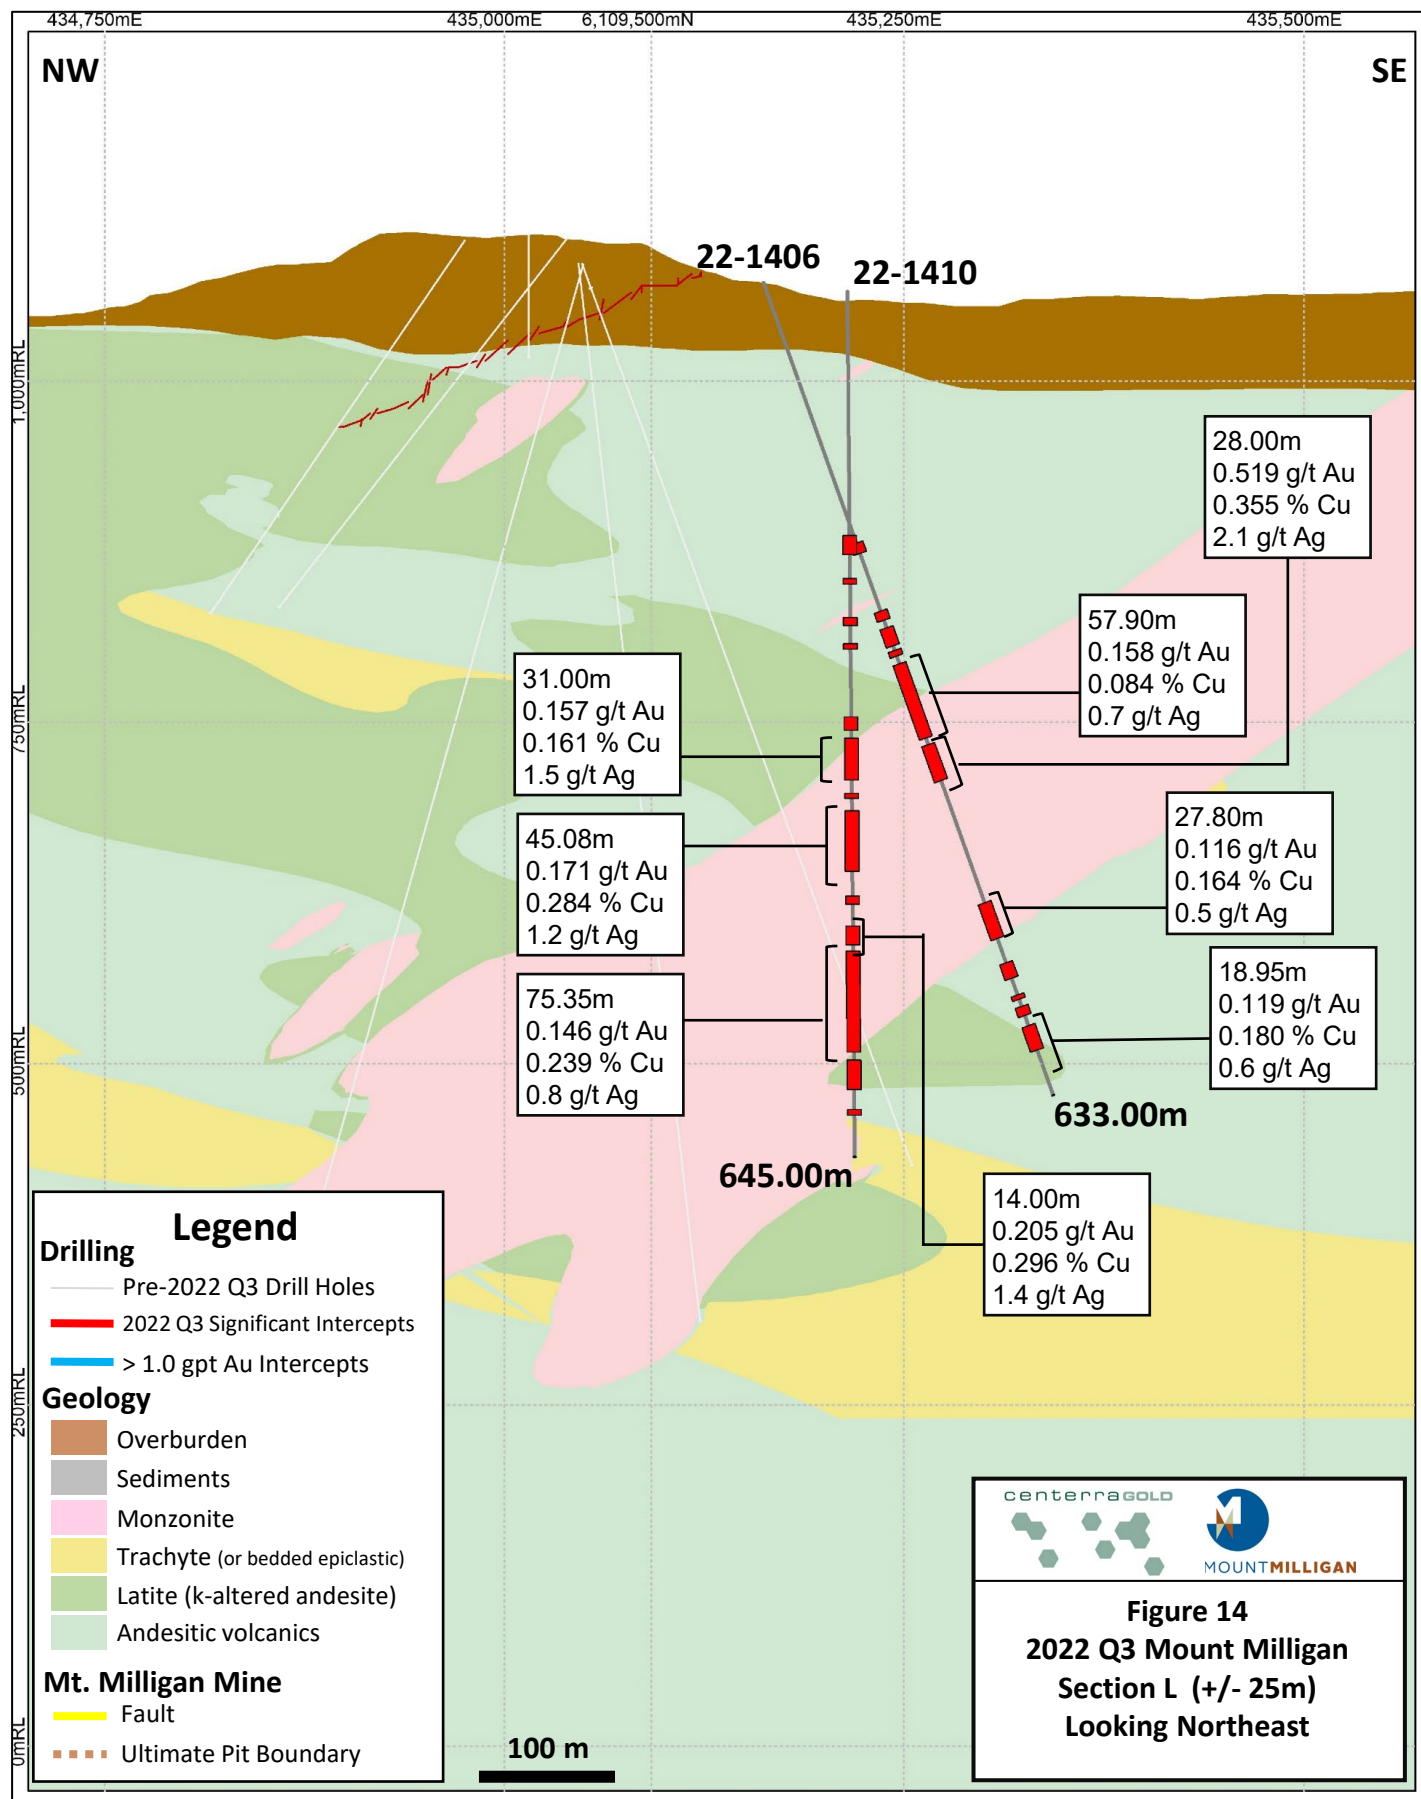 434,750mE
435,000mE
6,109,500mN
435,250mE
435,500mE
NW
SE
22-1406
22-1410
1,000mRL
750mRL
500mRL
250mRL
0mRL
28.00m
0.519 g/t Au
0.355 % Cu
2.1 g/t Ag
57.90m
0.158 g/t Au
0.084 % Cu
0.7 g/t Ag
31.00m
0.157 g/t Au
0.161 % Cu
1.5 g/t Ag
27.80m
0.116 g/t Au
0.164 % Cu
0.5 g/t Ag
45.08m
0.171 g/t Au
0.284 % Cu
1.2 g/t Ag
18.95m
0.119 g/t Au
0.180 % Cu
0.6 g/t Ag
75.35m
0.146 g/t Au
0.239 % Cu
0.8 g/t Ag
633.00m
645.00m
14.00m
0.205 g/t Au
0.296 % Cu
1.4 g/t Ag
Legend
Drilling
Pre-2022 Q3 Drill Holes
2022 Q3 Significant Intercepts
> 1.0 gpt Au Intercepts
Geology
Overburden
Sediments
Monzonite
Trachyte (or bedded epiclastic)
Latite (k-altered andesite)
Andesitic volcanics
Mt. Milligan Mine
Fault
Ultimate Pit Boundary
100 m
centerraGOLD
MOUNTMILLIGAN
Figure 14
2022 Q3 Mount Milligan
Section L (+/- 25m)
Looking Northeast